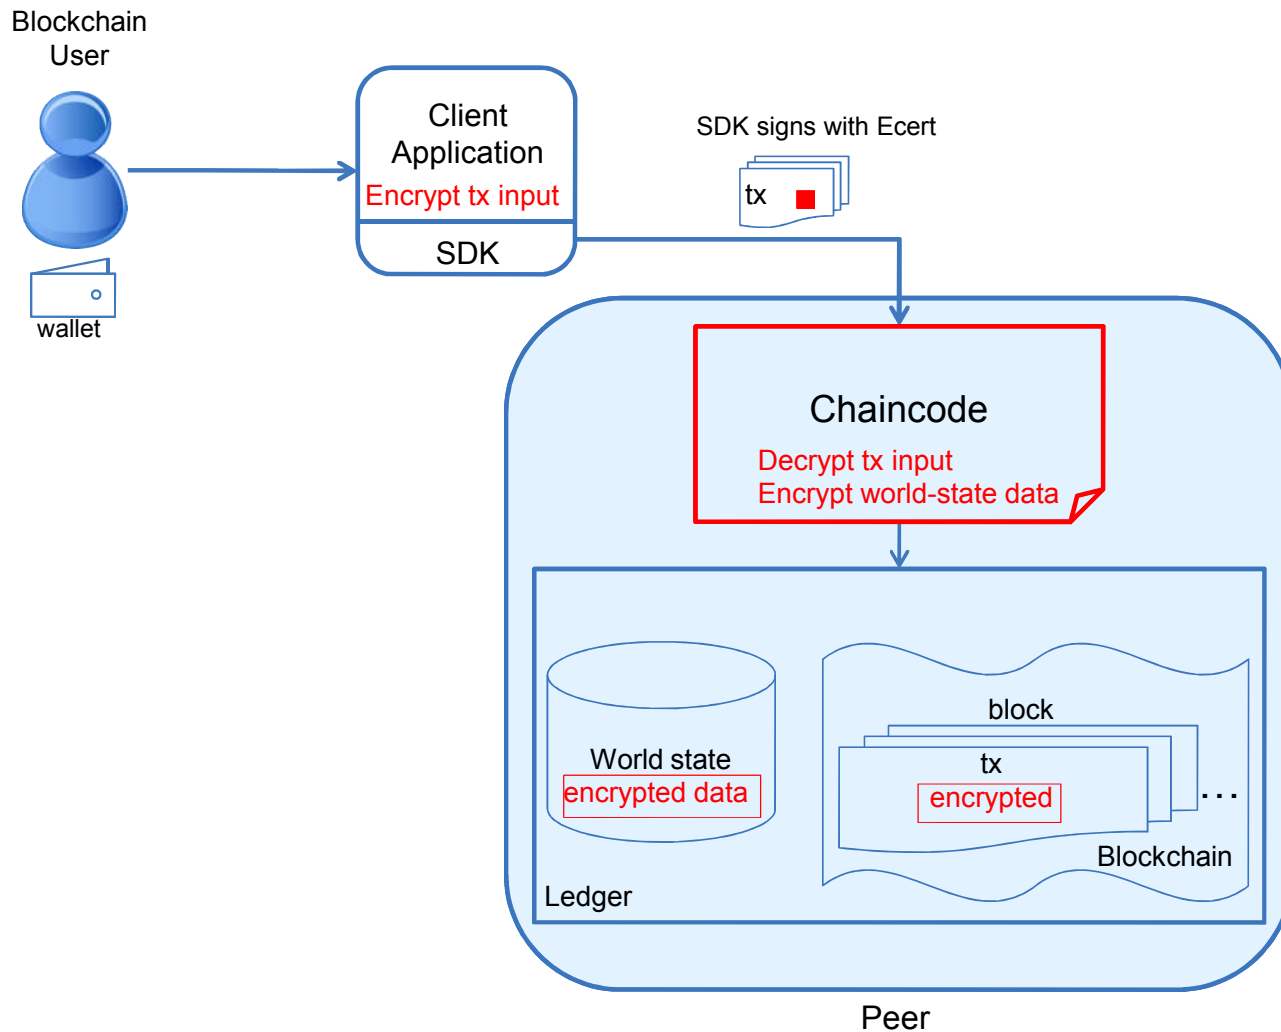 Blockchain
User
wallet
Client
Application
Encrypt tx input
SDK
SDK signs with Ecert
tx
Chaincode
Decrypt tx input
Encrypt world-state data
World state
encrypted data
block
tx
encrypted
...
Blockchain
Ledger
Peer